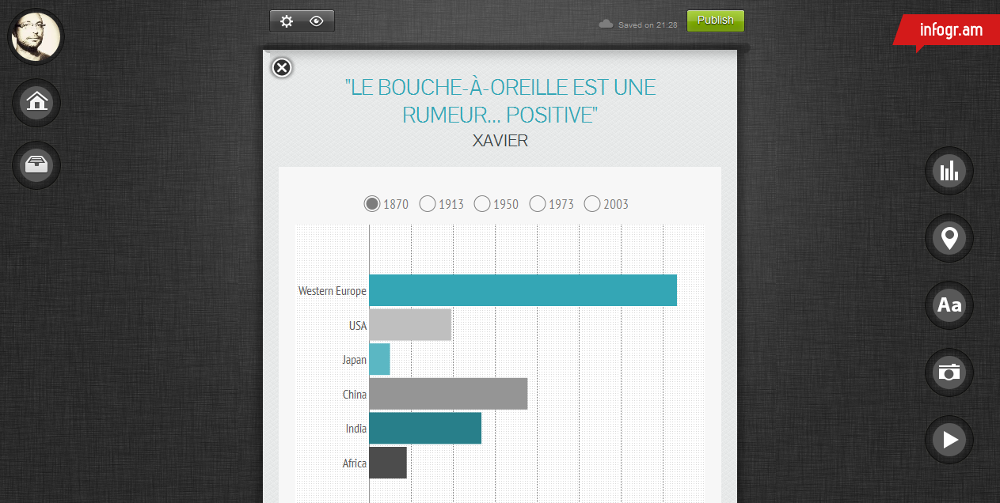 Saved on 21:28
Publish
infogr.am
"LE BOUCHE-À-OREILLE EST UNE
RUMEUR... POSITIVE"
XAVIER
1870 1913 1950 1973 2003
Western Europe
USA
Japan
China
India
Africa
Aa